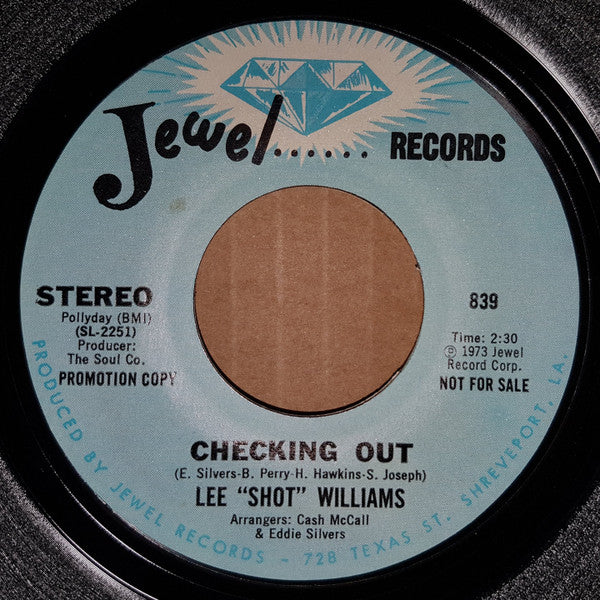 Jewel...... RECORDS
STEREO
Pollyday (BMI)
(SL-2251)
Producer:
The Soul Co.
PROMOTION COPY
839
Time: 2:30
℗ 1973 Jewel
Record Corp.
NOT FOR SALE
CHECKING OUT
(E. Silvers-B. Perry-H. Hawkins-S. Joseph)
LEE "SHOT" WILLIAMS
Arrangers: Cash McCall
& Eddie Silvers
PRODUCED BY JEWEL RECORDS - 728 TEXAS ST. SHREVEPORT, LA.